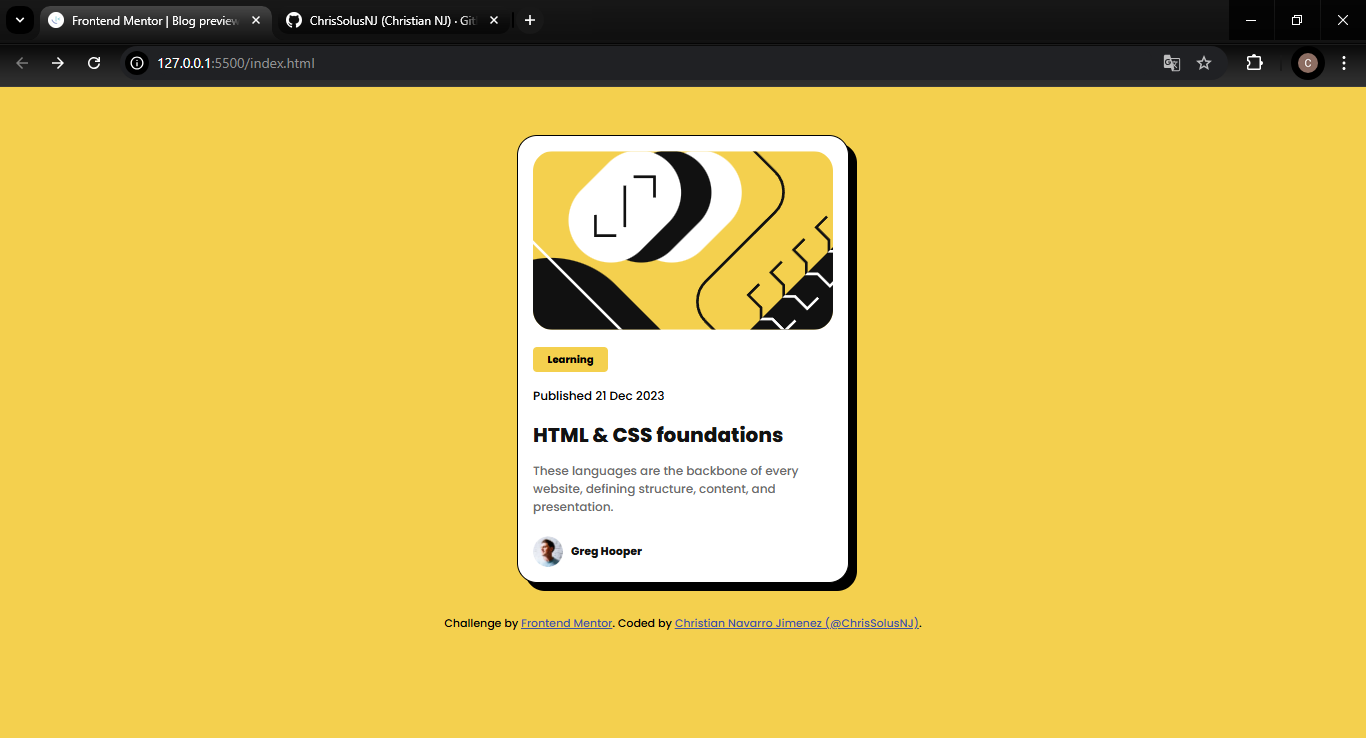 Frontend Mentor | Blog preview
ChrisSolusNJ (Christian NJ) · Git
127.0.0.1:5500/index.html
C
Learning
Published 21 Dec 2023
HTML & CSS foundations
These languages are the backbone of every
website, defining structure, content, and
presentation.
Greg Hooper
Challenge by Frontend Mentor. Coded by Christian Navarro Jimenez (@ChrisSolusNJ).